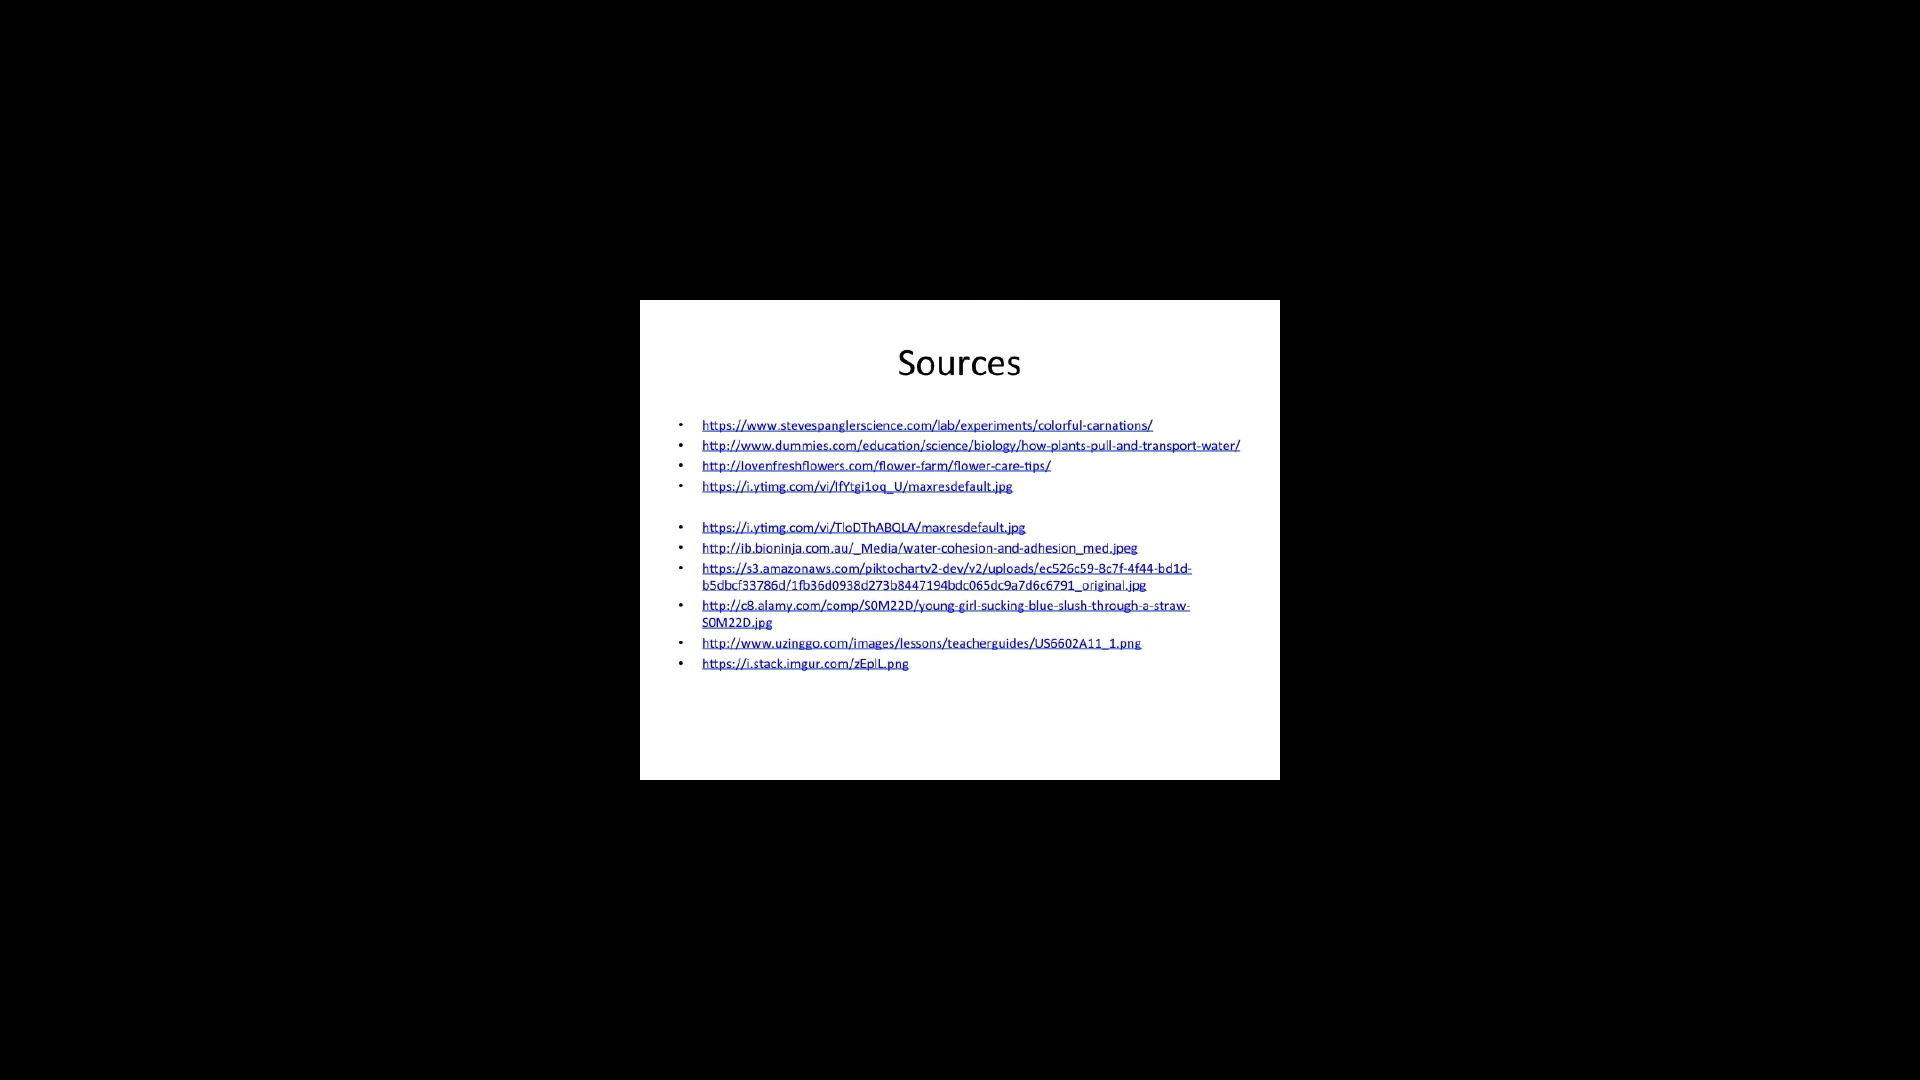 Sources
• https://www.stevespanglerscience.com/lab/experiments/colorful-carnations/
• http://www.dummies.com/education/science/biology/how-plants-pull-and-transport-water/
• http://lovenfreshflowers.com/flower-farm/flower-care-tips/
• https://i.ytimg.com/vi/IfYtgi1oq_U/maxresdefault.jpg
• https://i.ytimg.com/vi/TloDThABQLA/maxresdefault.jpg
• http://ib.bioninja.com.au/_Media/water-cohesion-and-adhesion_med.jpeg
• https://s3.amazonaws.com/piktochartv2-dev/v2/uploads/ec526c59-8c7f-4f44-bd1d-
b5dbcf33786d/1fb36d0938d273b8447194bdc065dc9a7d6c6791_original.jpg
• http://c8.alamy.com/comp/S0M22D/young-girl-sucking-blue-slush-through-a-straw-
S0M22D.jpg
• http://www.uzinggo.com/images/lessons/teacherguides/US6602A11_1.png
• https://i.stack.imgur.com/zEplL.png